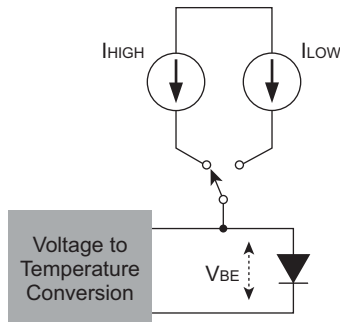 IHIGH
ILOW
Voltage to
Temperature
Conversion
VBE